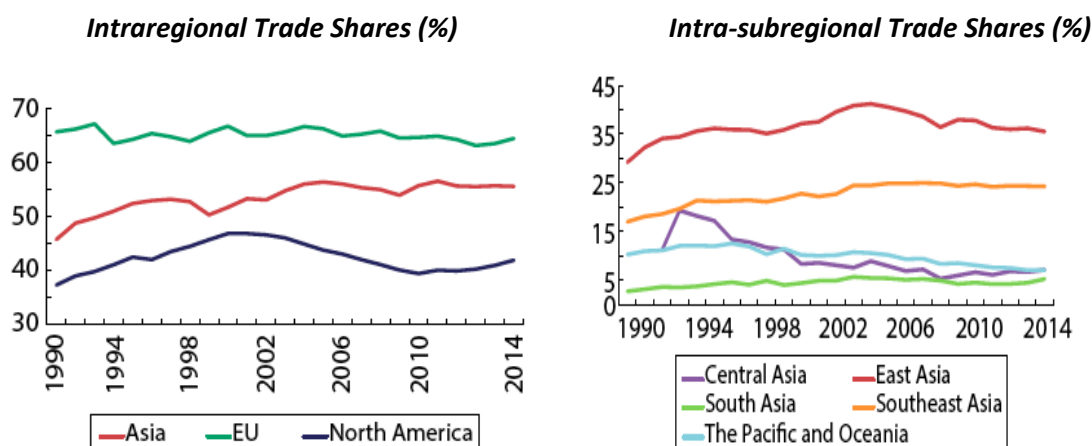 Intraregional Trade Shares (%)
70
60
50
40
30
1990
1994
1998
2002
2006
2010
2014
Asia EU North America
Intra-subregional Trade Shares (%)
45
35
25
15
5
0
1990 1994 1998 2002 2006 2010 2014
Central Asia East Asia
South Asia Southeast Asia
The Pacific and Oceania